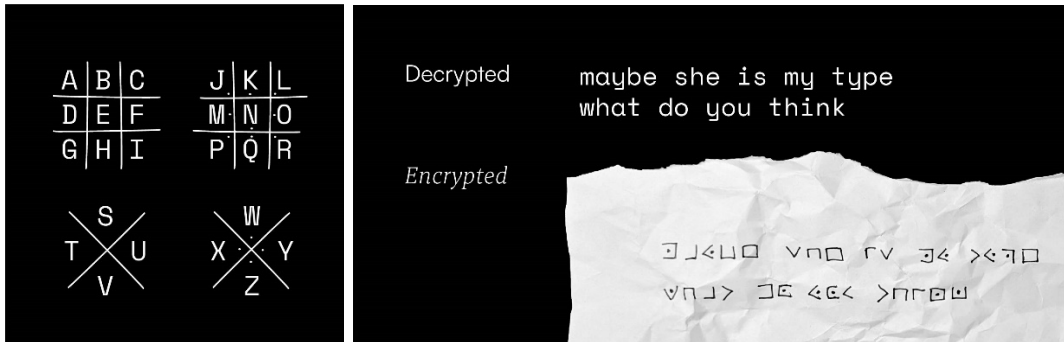 A B C
D E F
G H I
J K L
M N O
P Q R
S
T U
V
W
X Y
Z
Decrypted
maybe she is my type
what do you think
Encrypted